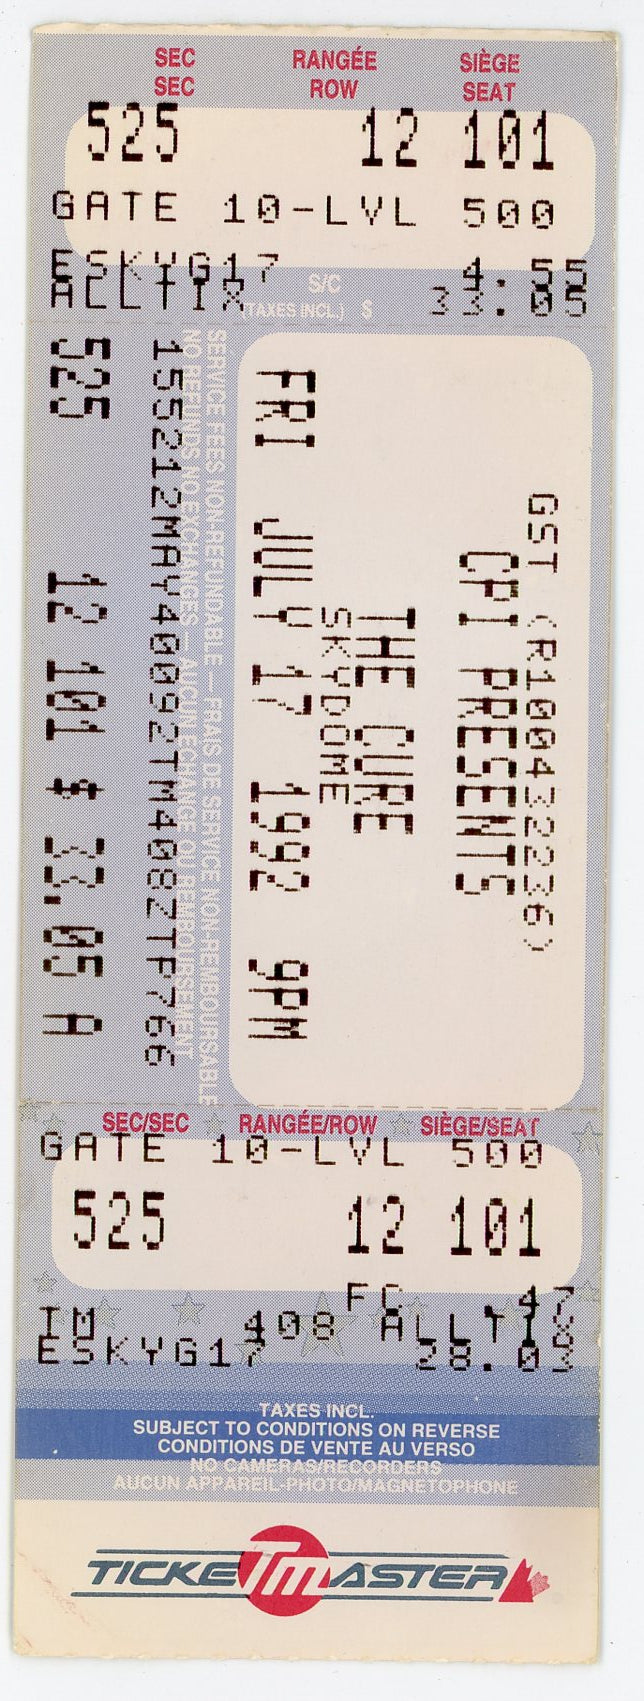 SEC RANGÉE SIÈGE
SEC ROW SEAT
525 12 101
GATE 10-LVL 500
ESKYG17 4.55
ALLTIX S/C (TAXES INCL.) $ 33.05
GST (R100432236)
CPI PRESENTS
THE CURE
SKYDOME
FRI JULY 17 1992 9PM
SERVICE FEES NON-REFUNDABLE — FRAIS DE SERVICE NON-REMBOURSABLE
NO REFUNDS NO EXCHANGES — AUCUN ÉCHANGE OU REMBOURSEMENT
155212MAY40092TM408ZTP766
525 12 101 $ 33.05 A
SEC/SEC RANGÉE/ROW SIÈGE/SEAT
GATE 10-LVL 500
525 12 101
FC .47
TM 408 ALLTIX
ESKYG17 28.03
TAXES INCL.
SUBJECT TO CONDITIONS ON REVERSE
CONDITIONS DE VENTE AU VERSO
NO CAMERAS/RECORDERS
AUCUN APPAREIL-PHOTO/MAGNETOPHONE
TICKETMASTER